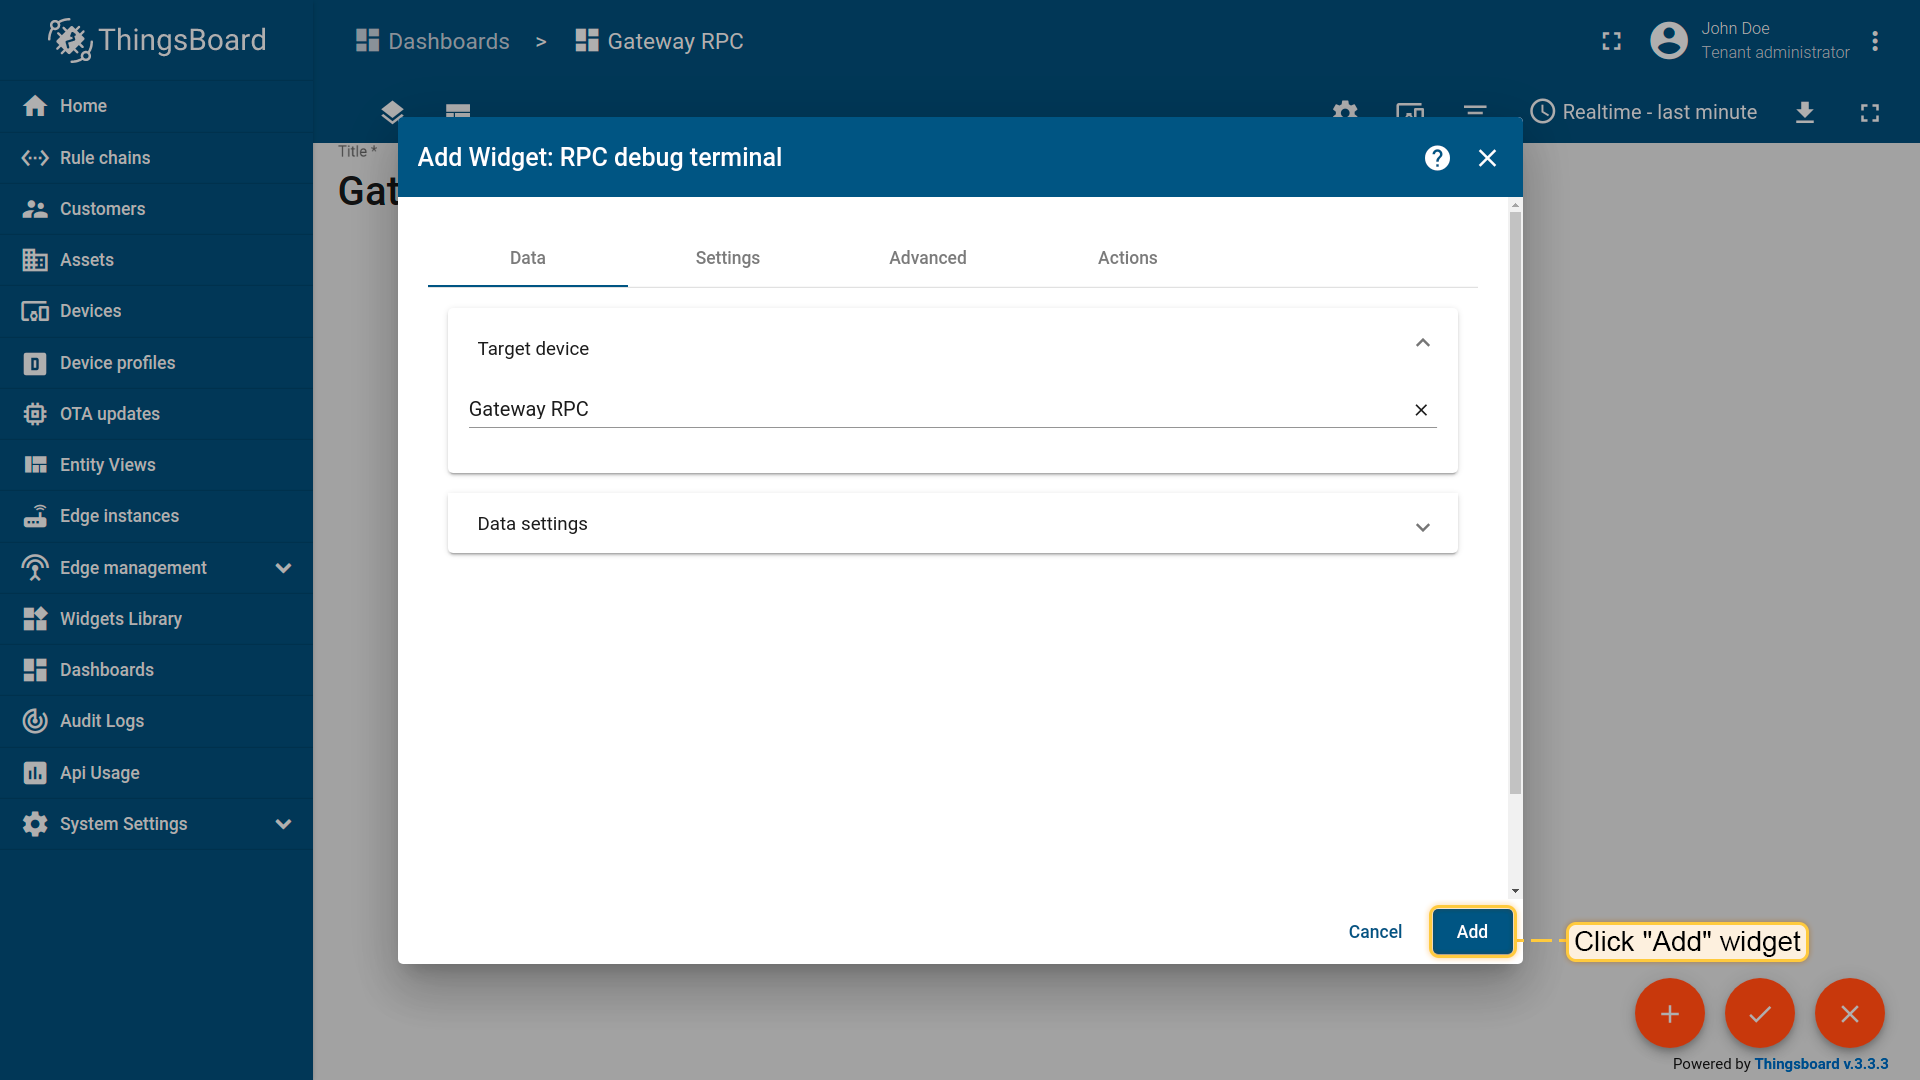 ThingsBoard
Home
Rule chains
Customers
Assets
Devices
Device profiles
OTA updates
Entity Views
Edge instances
Edge management
Widgets Library
Dashboards
Audit Logs
Api Usage
System Settings
Dashboards > Gateway RPC
John Doe
Tenant administrator
Realtime - last minute
Title *
Gat
Add Widget: RPC debug terminal
Data Settings Advanced Actions
Target device
Gateway RPC
Data settings
Cancel Add
Click "Add" widget
Powered by Thingsboard v.3.3.3